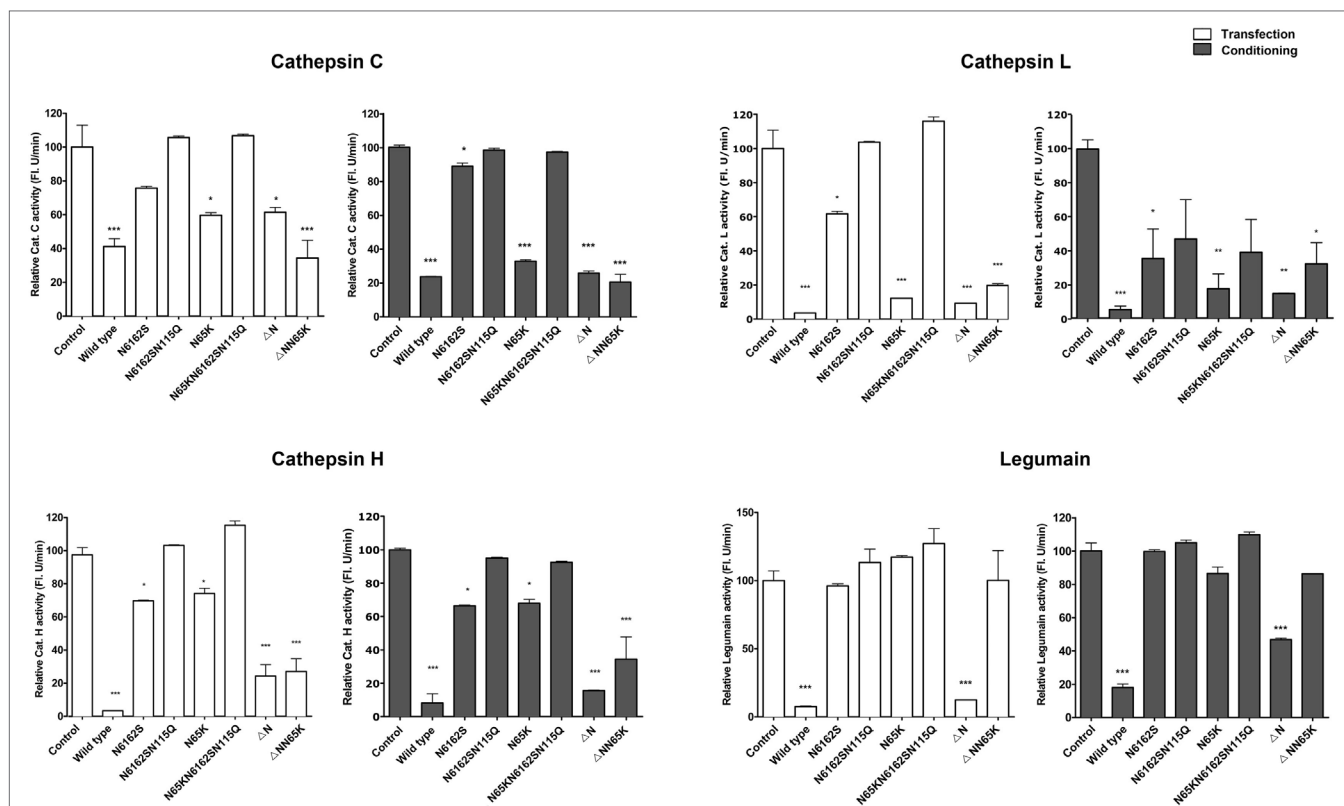 Transfection
Conditioning
Cathepsin C
Relative Cat. C activity (Fl. U/min)
120
100
80
60
40
20
0
***
*
*
***
Control
Wild type
N6162S
N6162SN115Q
N65K
N65KN6162SN115Q
△N
△NN65K
Relative Cat. C activity (Fl. U/min)
120
100
80
60
40
20
0
***
*
***
***
***
Control
Wild type
N6162S
N6162SN115Q
N65K
N65KN6162SN115Q
△N
△NN65K
Cathepsin L
Relative Cat. L activity (Fl. U/min)
120
100
80
60
40
20
0
***
*
***
***
***
Control
Wild type
N6162S
N6162SN115Q
N65K
N65KN6162SN115Q
△N
△NN65K
Relative Cat. L activity (Fl. U/min)
120
100
80
60
40
20
0
***
*
**
**
*
Control
Wild type
N6162S
N6162SN115Q
N65K
N65KN6162SN115Q
△N
△NN65K
Cathepsin H
Relative Cat. H activity (Fl. U/min)
120
100
80
60
40
20
0
***
*
*
***
***
Control
Wild type
N6162S
N6162SN115Q
N65K
N65KN6162SN115Q
△N
△NN65K
Relative Cat. H activity (Fl. U/min)
120
100
80
60
40
20
0
***
*
*
***
***
Control
Wild type
N6162S
N6162SN115Q
N65K
N65KN6162SN115Q
△N
△NN65K
Legumain
Relative Legumain activity (Fl. U/min)
150
100
50
0
***
***
Control
Wild type
N6162S
N6162SN115Q
N65K
N65KN6162SN115Q
△N
△NN65K
Relative Legumain activity (Fl. U/min)
120
100
80
60
40
20
0
***
***
Control
Wild type
N6162S
N6162SN115Q
N65K
N65KN6162SN115Q
△N
△NN65K